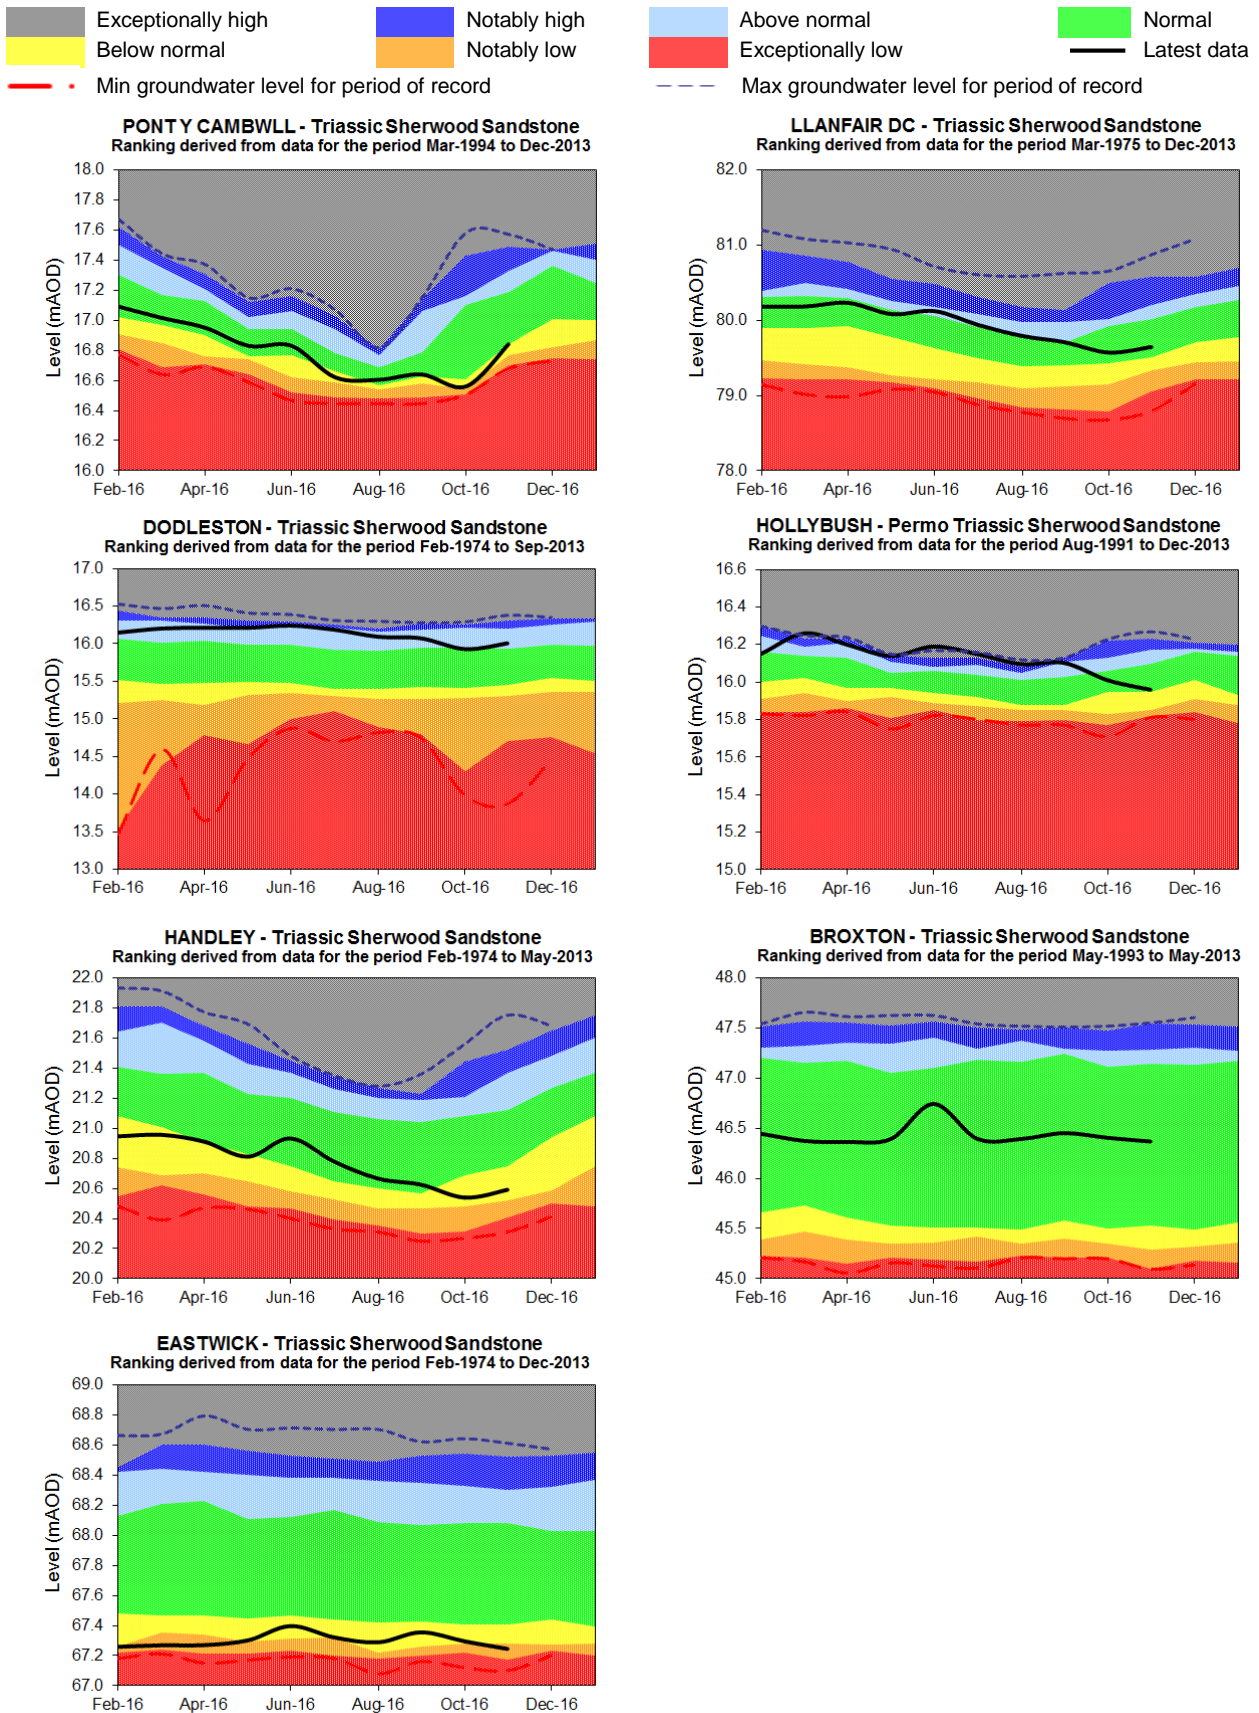 Exceptionally high
Notably high
Above normal
Normal
Below normal
Notably low
Exceptionally low
Latest data
Min groundwater level for period of record
Max groundwater level for period of record
PONT Y CAMBWLL - Triassic Sherwood Sandstone
Ranking derived from data for the period Mar-1994 to Dec-2013
Level (mAOD)
18.0
17.8
17.6
17.4
17.2
17.0
16.8
16.6
16.4
16.2
16.0
Feb-16 Apr-16 Jun-16 Aug-16 Oct-16 Dec-16
LLANFAIR DC - Triassic Sherwood Sandstone
Ranking derived from data for the period Mar-1975 to Dec-2013
Level (mAOD)
82.0
81.0
80.0
79.0
78.0
Feb-16 Apr-16 Jun-16 Aug-16 Oct-16 Dec-16
DODLESTON - Triassic Sherwood Sandstone
Ranking derived from data for the period Feb-1974 to Sep-2013
Level (mAOD)
17.0
16.5
16.0
15.5
15.0
14.5
14.0
13.5
13.0
Feb-16 Apr-16 Jun-16 Aug-16 Oct-16 Dec-16
HOLLYBUSH - Permo Triassic Sherwood Sandstone
Ranking derived from data for the period Aug-1991 to Dec-2013
Level (mAOD)
16.6
16.4
16.2
16.0
15.8
15.6
15.4
15.2
15.0
Feb-16 Apr-16 Jun-16 Aug-16 Oct-16 Dec-16
HANDLEY - Triassic Sherwood Sandstone
Ranking derived from data for the period Feb-1974 to May-2013
Level (mAOD)
22.0
21.8
21.6
21.4
21.2
21.0
20.8
20.6
20.4
20.2
20.0
Feb-16 Apr-16 Jun-16 Aug-16 Oct-16 Dec-16
BROXTON - Triassic Sherwood Sandstone
Ranking derived from data for the period May-1993 to May-2013
Level (mAOD)
48.0
47.5
47.0
46.5
46.0
45.5
45.0
Feb-16 Apr-16 Jun-16 Aug-16 Oct-16 Dec-16
EASTWICK - Triassic Sherwood Sandstone
Ranking derived from data for the period Feb-1974 to Dec-2013
Level (mAOD)
69.0
68.8
68.6
68.4
68.2
68.0
67.8
67.6
67.4
67.2
67.0
Feb-16 Apr-16 Jun-16 Aug-16 Oct-16 Dec-16